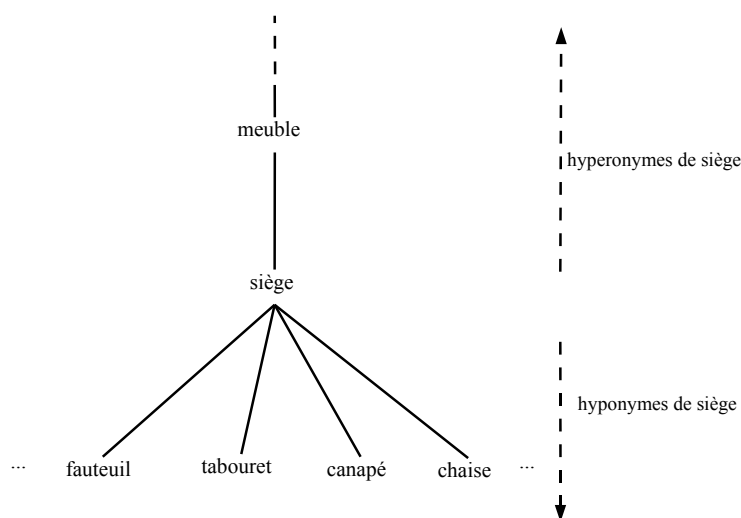 meuble
hyperonymes de siège
siège
hyponymes de siège
... fauteuil tabouret canapé chaise ...